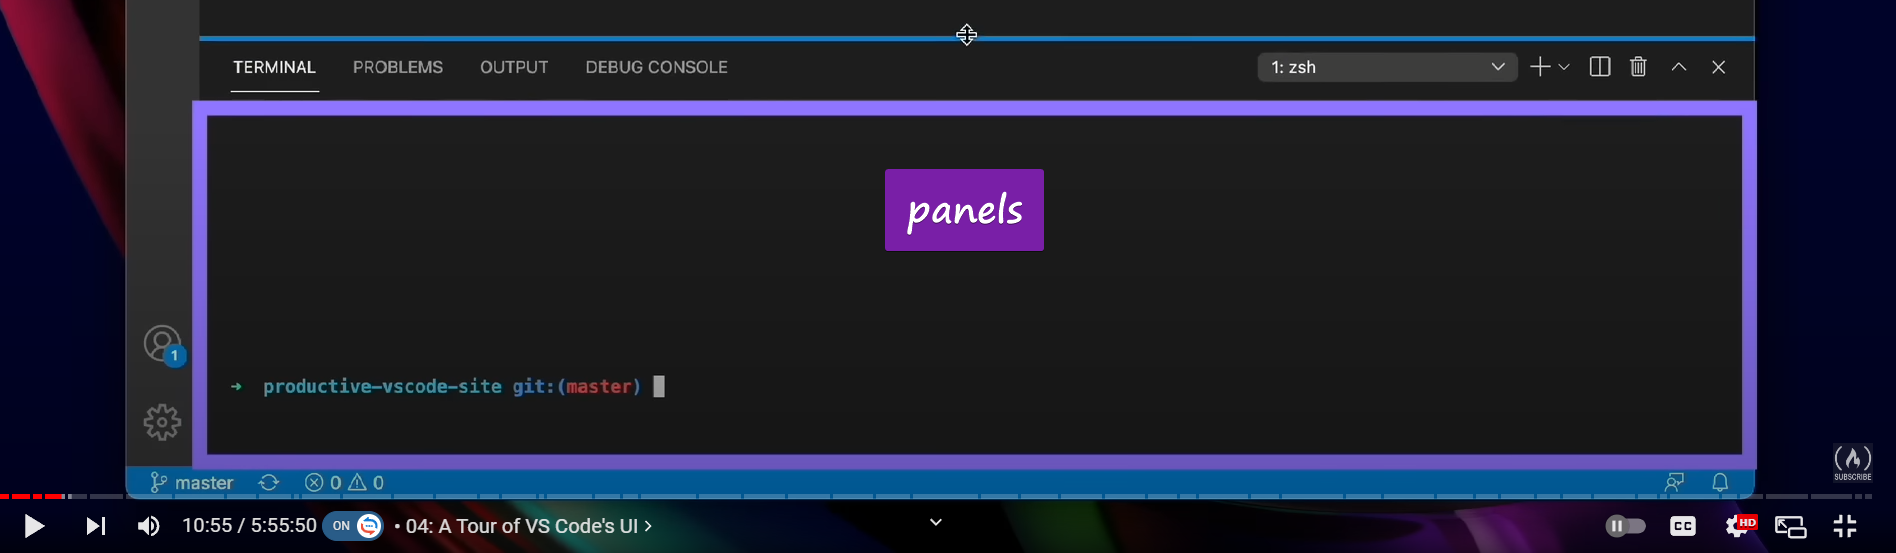 TERMINAL PROBLEMS OUTPUT DEBUG CONSOLE 1: zsh
panels
1
→ productive-vscode-site git:(master)
master 0 0
SUBSCRIBE
10:55 / 5:55:50 ON • 04: A Tour of VS Code's UI > CC HD